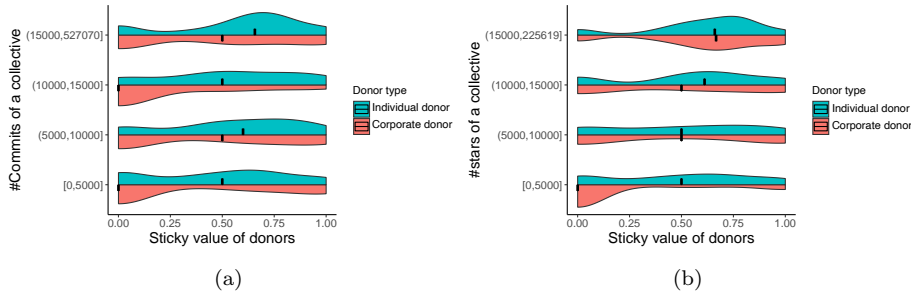 #Commits of a collective
(15000,527070]
(10000,15000]
(5000,10000]
[0,5000]
0.00 0.25 0.50 0.75 1.00
Sticky value of donors
Donor type
Individual donor
Corporate donor
(a)
#stars of a collective
(15000,225619]
(10000,15000]
(5000,10000]
[0,5000]
0.00 0.25 0.50 0.75 1.00
Sticky value of donors
Donor type
Individual donor
Corporate donor
(b)